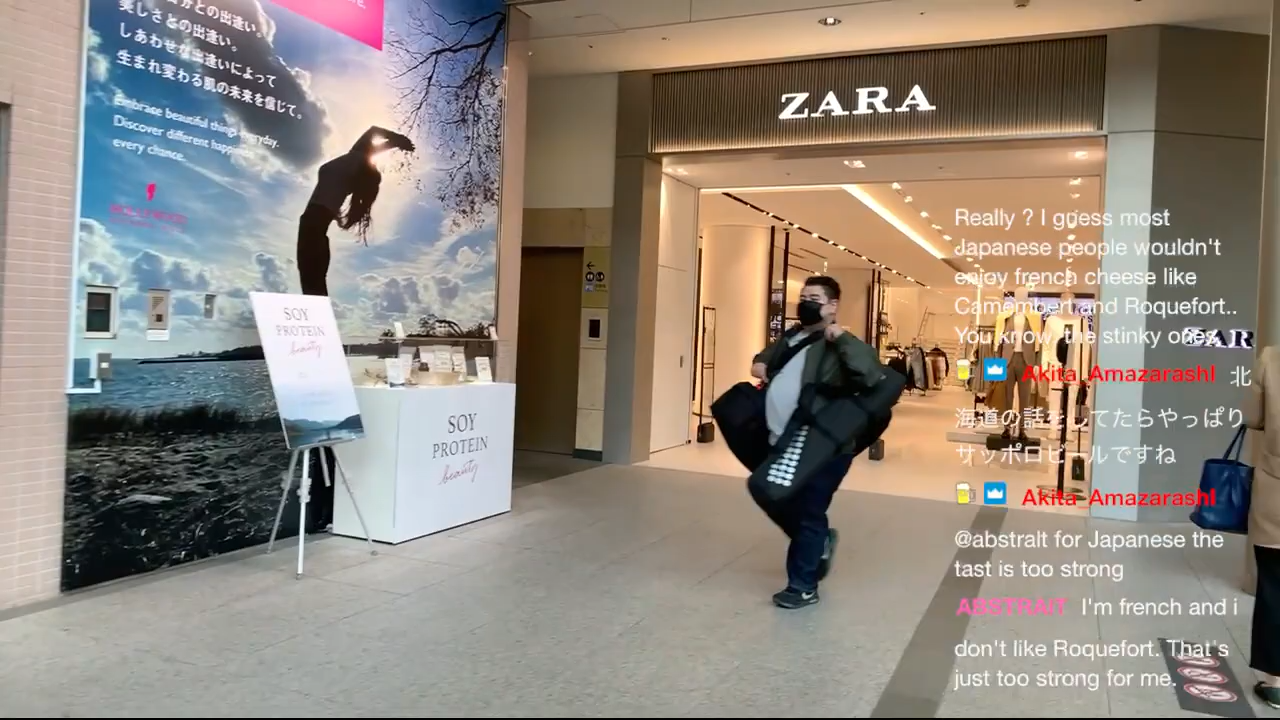 美しさとの出逢い。
しあわせな出逢いによって
生まれ変わる肌の未来を信じて。
Embrace beautiful things everyday.
Discover different happiness
every chance.
HOLLYWOOD
SOY
PROTEIN
beauty
SOY
PROTEIN
beauty
ZARA
ZAR
Really ? I guess most
Japanese people wouldn't
enjoy french cheese like
Camembert and Roquefort..
You know, the stinky ones
Akita_Amazarashi 北
海道の話をしてたらやっぱり
サッポロビールですね
Akita_Amazarashi
@abstraIt for Japanese the
tast is too strong
ABSTRAIT I'm french and i
don't like Roquefort. That's
just too strong for me.